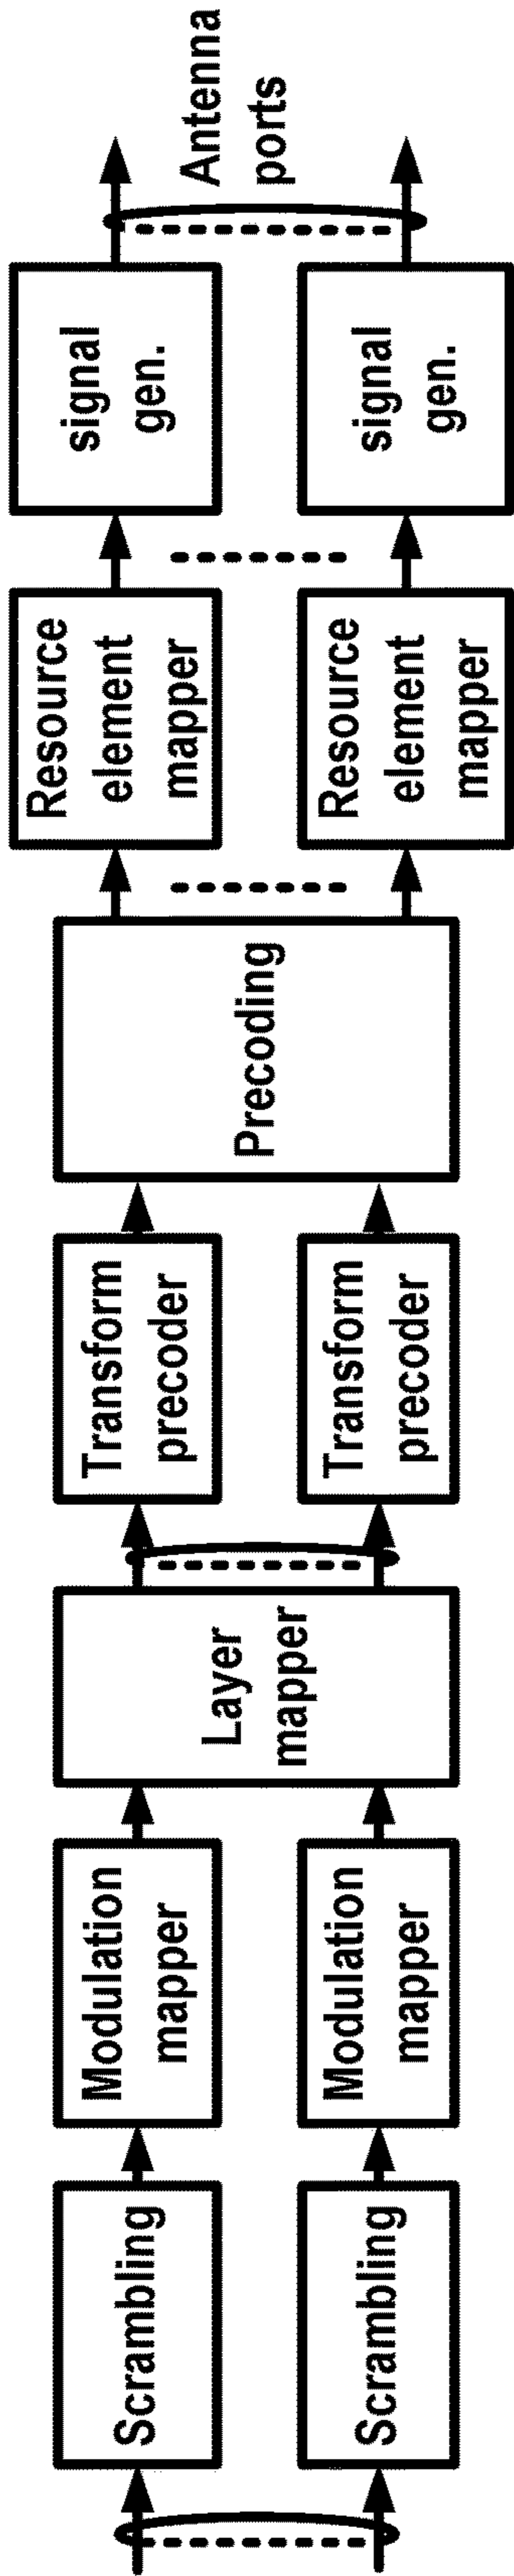 Scrambling
Scrambling
Modulation
mapper
Modulation
mapper
Layer
mapper
Transform
precoder
Transform
precoder
Precoding
Resource
element
mapper
Resource
element
mapper
signal
gen.
signal
gen.
Antenna
ports